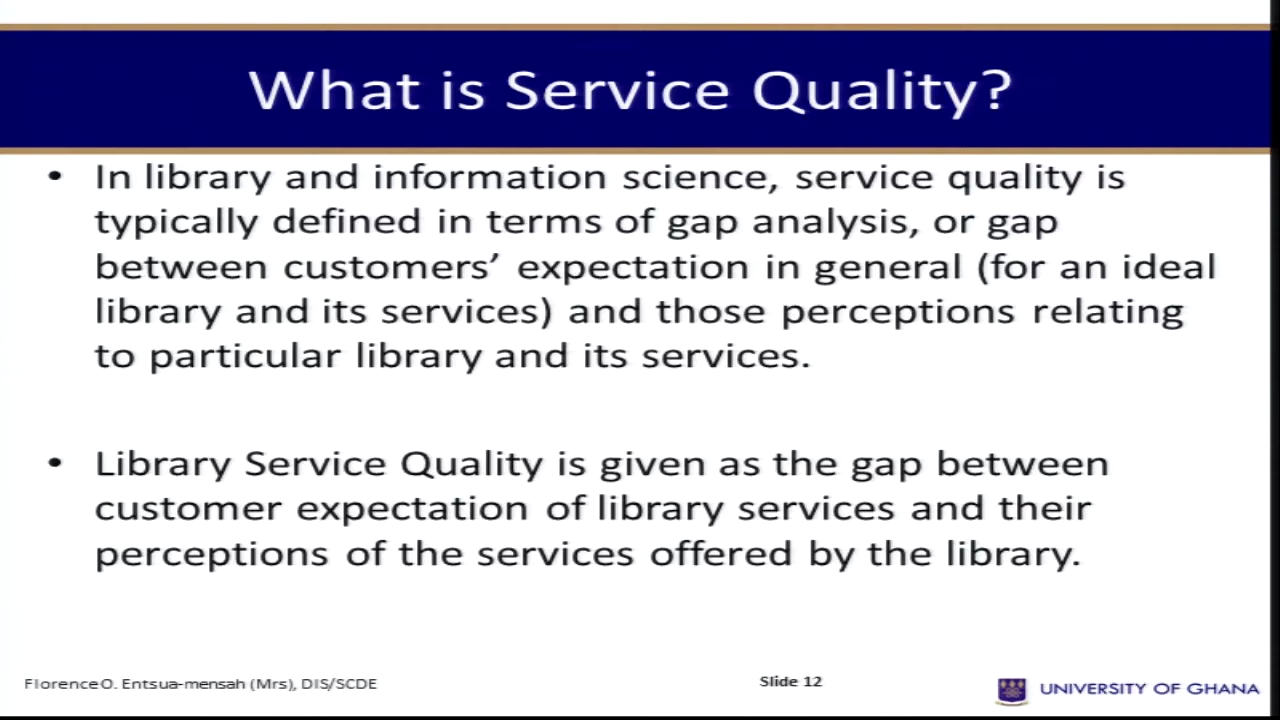 What is Service Quality?
• In library and information science, service quality is
typically defined in terms of gap analysis, or gap
between customers’ expectation in general (for an ideal
library and its services) and those perceptions relating
to particular library and its services.
• Library Service Quality is given as the gap between
customer expectation of library services and their
perceptions of the services offered by the library.
Florence O. Entsua-mensah (Mrs), DIS/SCDE
Slide 12
UNIVERSITY OF GHANA